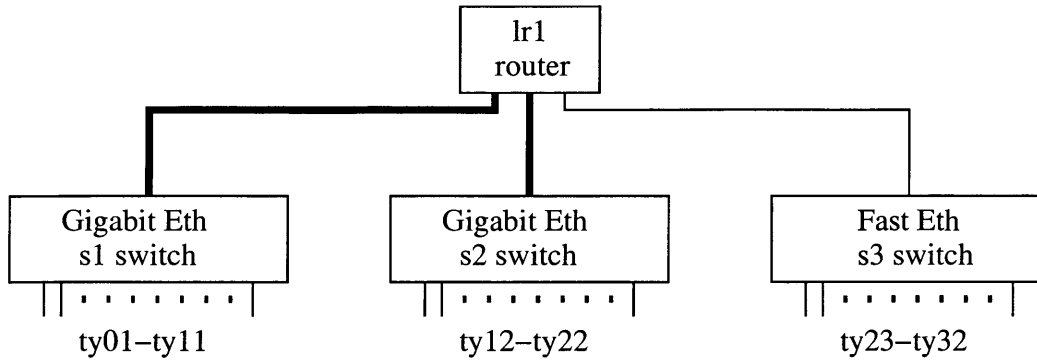 lr1
router
Gigabit Eth
s1 switch
Gigabit Eth
s2 switch
Fast Eth
s3 switch
ty01–ty11
ty12–ty22
ty23–ty32